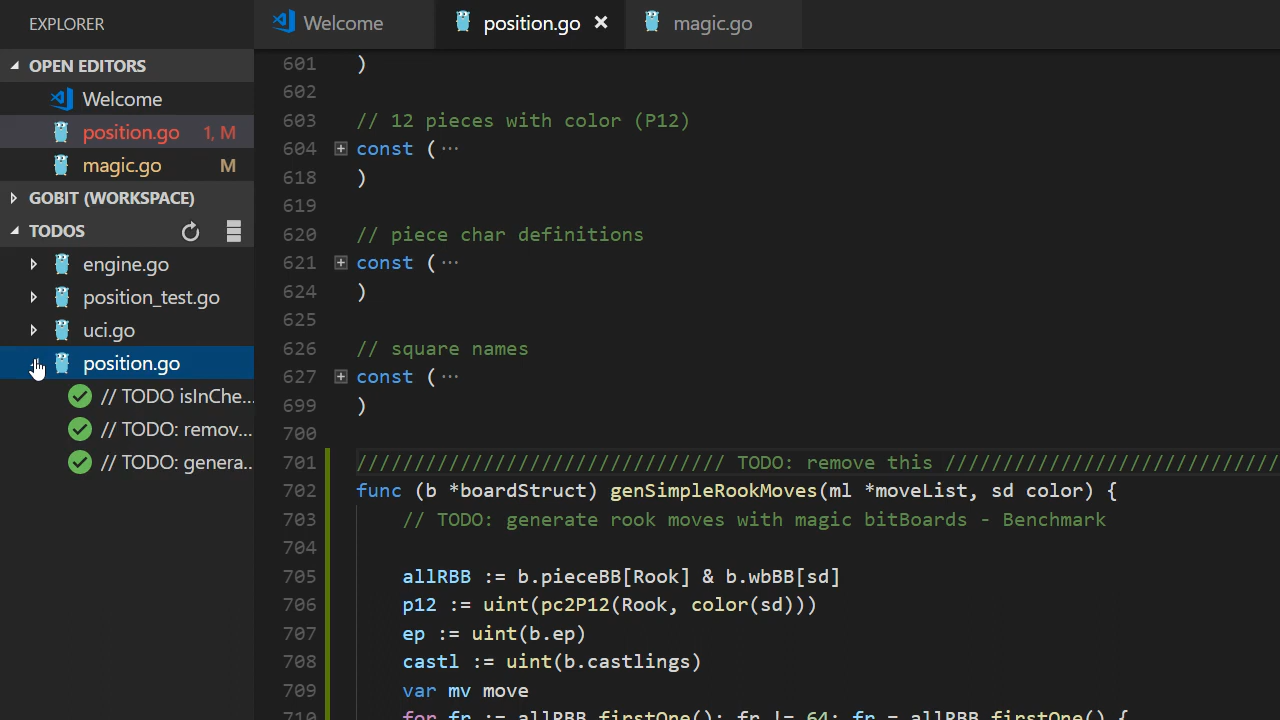 EXPLORER
OPEN EDITORS
Welcome
position.go 1, M
magic.go M
GOBIT (WORKSPACE)
TODOS
engine.go
position_test.go
uci.go
position.go
// TODO isInChe...
// TODO: remov...
// TODO: genera...
Welcome position.go magic.go
601 )
602
603 // 12 pieces with color (P12)
604 const (···
618 )
619
620 // piece char definitions
621 const (···
624 )
625
626 // square names
627 const (···
699 )
700
701 //////////////////////////////// TODO: remove this /////////////////////////////
702 func (b *boardStruct) genSimpleRookMoves(ml *moveList, sd color) {
703 // TODO: generate rook moves with magic bitBoards - Benchmark
704
705 allRBB := b.pieceBB[Rook] & b.wbBB[sd]
706 p12 := uint(pc2P12(Rook, color(sd)))
707 ep := uint(b.ep)
708 castl := uint(b.castlings)
709 var mv move
710 for fr := allRBB.firstOne(); fr != 64; fr = allRBB.firstOne() {